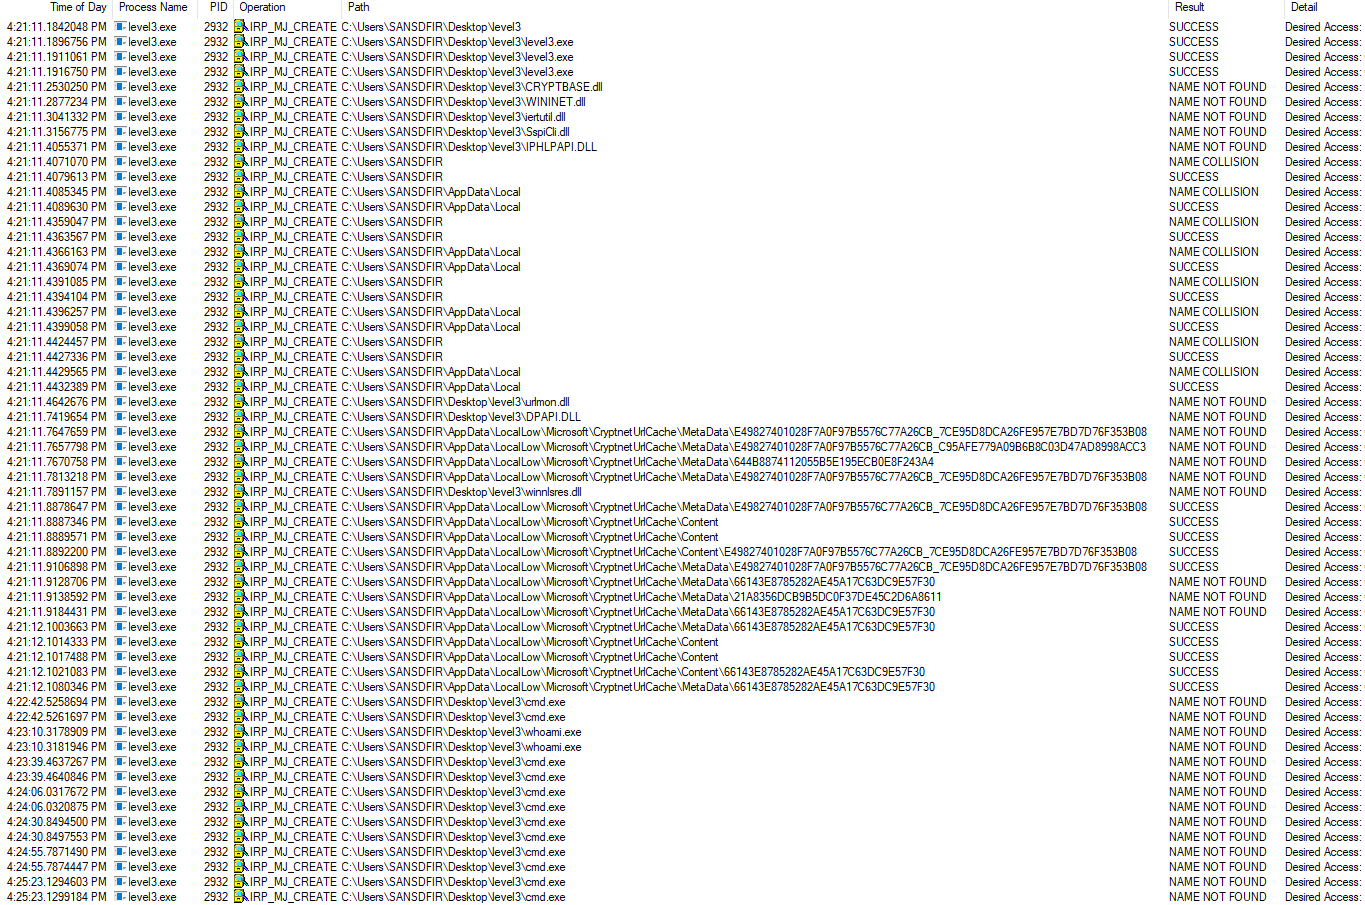 Time of Day Process Name PID Operation Path Result Detail
4:21:11.1842048 PM level3.exe 2932 IRP_MJ_CREATE C:\Users\SANSDFIR\Desktop\level3 SUCCESS Desired Access:
4:21:11.1896756 PM level3.exe 2932 IRP_MJ_CREATE C:\Users\SANSDFIR\Desktop\level3\level3.exe SUCCESS Desired Access:
4:21:11.1911061 PM level3.exe 2932 IRP_MJ_CREATE C:\Users\SANSDFIR\Desktop\level3\level3.exe SUCCESS Desired Access:
4:21:11.1916750 PM level3.exe 2932 IRP_MJ_CREATE C:\Users\SANSDFIR\Desktop\level3\level3.exe SUCCESS Desired Access:
4:21:11.2530250 PM level3.exe 2932 IRP_MJ_CREATE C:\Users\SANSDFIR\Desktop\level3\CRYPTBASE.dll NAME NOT FOUND Desired Access:
4:21:11.2877234 PM level3.exe 2932 IRP_MJ_CREATE C:\Users\SANSDFIR\Desktop\level3\WININET.dll NAME NOT FOUND Desired Access:
4:21:11.3041332 PM level3.exe 2932 IRP_MJ_CREATE C:\Users\SANSDFIR\Desktop\level3\iertutil.dll NAME NOT FOUND Desired Access:
4:21:11.3156775 PM level3.exe 2932 IRP_MJ_CREATE C:\Users\SANSDFIR\Desktop\level3\SspiCli.dll NAME NOT FOUND Desired Access:
4:21:11.4055371 PM level3.exe 2932 IRP_MJ_CREATE C:\Users\SANSDFIR\Desktop\level3\IPHLPAPI.DLL NAME NOT FOUND Desired Access:
4:21:11.4071070 PM level3.exe 2932 IRP_MJ_CREATE C:\Users\SANSDFIR NAME COLLISION Desired Access:
4:21:11.4079613 PM level3.exe 2932 IRP_MJ_CREATE C:\Users\SANSDFIR SUCCESS Desired Access:
4:21:11.4085345 PM level3.exe 2932 IRP_MJ_CREATE C:\Users\SANSDFIR\AppData\Local NAME COLLISION Desired Access:
4:21:11.4089630 PM level3.exe 2932 IRP_MJ_CREATE C:\Users\SANSDFIR\AppData\Local SUCCESS Desired Access:
4:21:11.4359047 PM level3.exe 2932 IRP_MJ_CREATE C:\Users\SANSDFIR NAME COLLISION Desired Access:
4:21:11.4363567 PM level3.exe 2932 IRP_MJ_CREATE C:\Users\SANSDFIR SUCCESS Desired Access:
4:21:11.4366163 PM level3.exe 2932 IRP_MJ_CREATE C:\Users\SANSDFIR\AppData\Local NAME COLLISION Desired Access:
4:21:11.4369074 PM level3.exe 2932 IRP_MJ_CREATE C:\Users\SANSDFIR\AppData\Local SUCCESS Desired Access:
4:21:11.4391085 PM level3.exe 2932 IRP_MJ_CREATE C:\Users\SANSDFIR NAME COLLISION Desired Access:
4:21:11.4394104 PM level3.exe 2932 IRP_MJ_CREATE C:\Users\SANSDFIR SUCCESS Desired Access:
4:21:11.4396257 PM level3.exe 2932 IRP_MJ_CREATE C:\Users\SANSDFIR\AppData\Local NAME COLLISION Desired Access:
4:21:11.4399058 PM level3.exe 2932 IRP_MJ_CREATE C:\Users\SANSDFIR\AppData\Local SUCCESS Desired Access:
4:21:11.4424457 PM level3.exe 2932 IRP_MJ_CREATE C:\Users\SANSDFIR NAME COLLISION Desired Access:
4:21:11.4427336 PM level3.exe 2932 IRP_MJ_CREATE C:\Users\SANSDFIR SUCCESS Desired Access:
4:21:11.4429565 PM level3.exe 2932 IRP_MJ_CREATE C:\Users\SANSDFIR\AppData\Local NAME COLLISION Desired Access:
4:21:11.4432389 PM level3.exe 2932 IRP_MJ_CREATE C:\Users\SANSDFIR\AppData\Local SUCCESS Desired Access:
4:21:11.4642676 PM level3.exe 2932 IRP_MJ_CREATE C:\Users\SANSDFIR\Desktop\level3\urlmon.dll NAME NOT FOUND Desired Access:
4:21:11.7419654 PM level3.exe 2932 IRP_MJ_CREATE C:\Users\SANSDFIR\Desktop\level3\DPAPI.DLL NAME NOT FOUND Desired Access:
4:21:11.7647659 PM level3.exe 2932 IRP_MJ_CREATE C:\Users\SANSDFIR\AppData\LocalLow\Microsoft\CryptnetUrlCache\MetaData\E49827401028F7A0F97B5576C77A26CB_7CE95D8DCA26FE957E7BD7D76F353B08 NAME NOT FOUND Desired Access:
4:21:11.7657798 PM level3.exe 2932 IRP_MJ_CREATE C:\Users\SANSDFIR\AppData\LocalLow\Microsoft\CryptnetUrlCache\MetaData\E49827401028F7A0F97B5576C77A26CB_C95AFE779A09B6B8C03D47AD8998ACC3 NAME NOT FOUND Desired Access:
4:21:11.7670758 PM level3.exe 2932 IRP_MJ_CREATE C:\Users\SANSDFIR\AppData\LocalLow\Microsoft\CryptnetUrlCache\MetaData\644B8874112055B5E195ECB0E8F243A4 NAME NOT FOUND Desired Access:
4:21:11.7813218 PM level3.exe 2932 IRP_MJ_CREATE C:\Users\SANSDFIR\AppData\LocalLow\Microsoft\CryptnetUrlCache\MetaData\E49827401028F7A0F97B5576C77A26CB_7CE95D8DCA26FE957E7BD7D76F353B08 NAME NOT FOUND Desired Access:
4:21:11.7891157 PM level3.exe 2932 IRP_MJ_CREATE C:\Users\SANSDFIR\Desktop\level3\winnlsres.dll NAME NOT FOUND Desired Access:
4:21:11.8878647 PM level3.exe 2932 IRP_MJ_CREATE C:\Users\SANSDFIR\AppData\LocalLow\Microsoft\CryptnetUrlCache\MetaData\E49827401028F7A0F97B5576C77A26CB_7CE95D8DCA26FE957E7BD7D76F353B08 SUCCESS Desired Access:
4:21:11.8887346 PM level3.exe 2932 IRP_MJ_CREATE C:\Users\SANSDFIR\AppData\LocalLow\Microsoft\CryptnetUrlCache\Content SUCCESS Desired Access:
4:21:11.8889571 PM level3.exe 2932 IRP_MJ_CREATE C:\Users\SANSDFIR\AppData\LocalLow\Microsoft\CryptnetUrlCache\Content SUCCESS Desired Access:
4:21:11.8892200 PM level3.exe 2932 IRP_MJ_CREATE C:\Users\SANSDFIR\AppData\LocalLow\Microsoft\CryptnetUrlCache\Content\E49827401028F7A0F97B5576C77A26CB_7CE95D8DCA26FE957E7BD7D76F353B08 SUCCESS Desired Access:
4:21:11.9106898 PM level3.exe 2932 IRP_MJ_CREATE C:\Users\SANSDFIR\AppData\LocalLow\Microsoft\CryptnetUrlCache\MetaData\E49827401028F7A0F97B5576C77A26CB_7CE95D8DCA26FE957E7BD7D76F353B08 SUCCESS Desired Access:
4:21:11.9128706 PM level3.exe 2932 IRP_MJ_CREATE C:\Users\SANSDFIR\AppData\LocalLow\Microsoft\CryptnetUrlCache\MetaData\66143E8785282AE45A17C63DC9E57F30 NAME NOT FOUND Desired Access:
4:21:11.9138592 PM level3.exe 2932 IRP_MJ_CREATE C:\Users\SANSDFIR\AppData\LocalLow\Microsoft\CryptnetUrlCache\MetaData\21A8356DCB9B5DC0F37DE45C2D6A8611 NAME NOT FOUND Desired Access:
4:21:11.9184431 PM level3.exe 2932 IRP_MJ_CREATE C:\Users\SANSDFIR\AppData\LocalLow\Microsoft\CryptnetUrlCache\MetaData\66143E8785282AE45A17C63DC9E57F30 NAME NOT FOUND Desired Access:
4:21:12.1003663 PM level3.exe 2932 IRP_MJ_CREATE C:\Users\SANSDFIR\AppData\LocalLow\Microsoft\CryptnetUrlCache\MetaData\66143E8785282AE45A17C63DC9E57F30 SUCCESS Desired Access:
4:21:12.1014333 PM level3.exe 2932 IRP_MJ_CREATE C:\Users\SANSDFIR\AppData\LocalLow\Microsoft\CryptnetUrlCache\Content SUCCESS Desired Access:
4:21:12.1017488 PM level3.exe 2932 IRP_MJ_CREATE C:\Users\SANSDFIR\AppData\LocalLow\Microsoft\CryptnetUrlCache\Content SUCCESS Desired Access:
4:21:12.1021083 PM level3.exe 2932 IRP_MJ_CREATE C:\Users\SANSDFIR\AppData\LocalLow\Microsoft\CryptnetUrlCache\Content\66143E8785282AE45A17C63DC9E57F30 SUCCESS Desired Access:
4:21:12.1080346 PM level3.exe 2932 IRP_MJ_CREATE C:\Users\SANSDFIR\AppData\LocalLow\Microsoft\CryptnetUrlCache\MetaData\66143E8785282AE45A17C63DC9E57F30 SUCCESS Desired Access:
4:22:42.5258694 PM level3.exe 2932 IRP_MJ_CREATE C:\Users\SANSDFIR\Desktop\level3\cmd.exe NAME NOT FOUND Desired Access:
4:22:42.5261697 PM level3.exe 2932 IRP_MJ_CREATE C:\Users\SANSDFIR\Desktop\level3\cmd.exe NAME NOT FOUND Desired Access:
4:23:10.3178909 PM level3.exe 2932 IRP_MJ_CREATE C:\Users\SANSDFIR\Desktop\level3\whoami.exe NAME NOT FOUND Desired Access:
4:23:10.3181946 PM level3.exe 2932 IRP_MJ_CREATE C:\Users\SANSDFIR\Desktop\level3\whoami.exe NAME NOT FOUND Desired Access:
4:23:39.4637267 PM level3.exe 2932 IRP_MJ_CREATE C:\Users\SANSDFIR\Desktop\level3\cmd.exe NAME NOT FOUND Desired Access:
4:23:39.4640846 PM level3.exe 2932 IRP_MJ_CREATE C:\Users\SANSDFIR\Desktop\level3\cmd.exe NAME NOT FOUND Desired Access:
4:24:06.0317672 PM level3.exe 2932 IRP_MJ_CREATE C:\Users\SANSDFIR\Desktop\level3\cmd.exe NAME NOT FOUND Desired Access:
4:24:06.0320875 PM level3.exe 2932 IRP_MJ_CREATE C:\Users\SANSDFIR\Desktop\level3\cmd.exe NAME NOT FOUND Desired Access:
4:24:30.8494500 PM level3.exe 2932 IRP_MJ_CREATE C:\Users\SANSDFIR\Desktop\level3\cmd.exe NAME NOT FOUND Desired Access:
4:24:30.8497553 PM level3.exe 2932 IRP_MJ_CREATE C:\Users\SANSDFIR\Desktop\level3\cmd.exe NAME NOT FOUND Desired Access:
4:24:55.7871490 PM level3.exe 2932 IRP_MJ_CREATE C:\Users\SANSDFIR\Desktop\level3\cmd.exe NAME NOT FOUND Desired Access:
4:24:55.7874447 PM level3.exe 2932 IRP_MJ_CREATE C:\Users\SANSDFIR\Desktop\level3\cmd.exe NAME NOT FOUND Desired Access:
4:25:23.1294603 PM level3.exe 2932 IRP_MJ_CREATE C:\Users\SANSDFIR\Desktop\level3\cmd.exe NAME NOT FOUND Desired Access:
4:25:23.1299184 PM level3.exe 2932 IRP_MJ_CREATE C:\Users\SANSDFIR\Desktop\level3\cmd.exe NAME NOT FOUND Desired Access: